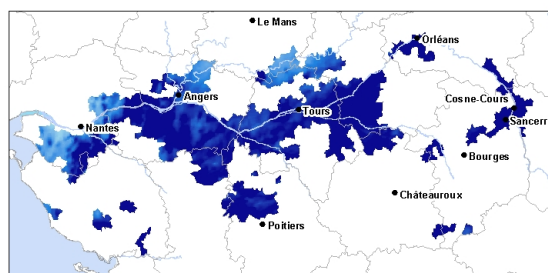 Le Mans
Orléans
Angers
Cosne-Cours
Tours
Sancerr
Nantes
Bourges
Châteauroux
Poitiers